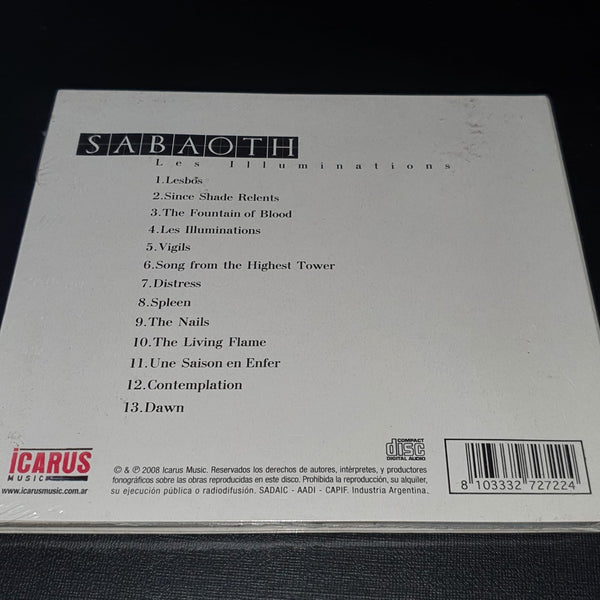 SABAOTH
Les Illuminations
1.Lesbos
2.Since Shade Relents
3.The Fountain of Blood
4.Les Illuminations
5.Vigils
6.Song from the Highest Tower
7.Distress
8.Spleen
9.The Nails
10.The Living Flame
11.Une Saison en Enfer
12.Contemplation
13.Dawn
iCARUS
MUSIC
www.icarusmusic.com.ar
© & ℗ 2008 Icarus Music. Reservados los derechos de autores, intérpretes, y productores
fonográficos sobre las obras reproducidas en este disco. Prohibida la reproducción, su alquiler,
su ejecución pública o radiodifusión. SADAIC - AADI - CAPIF. Industria Argentina.
COMPACT
disc
DIGITAL AUDIO
8 103332 727224